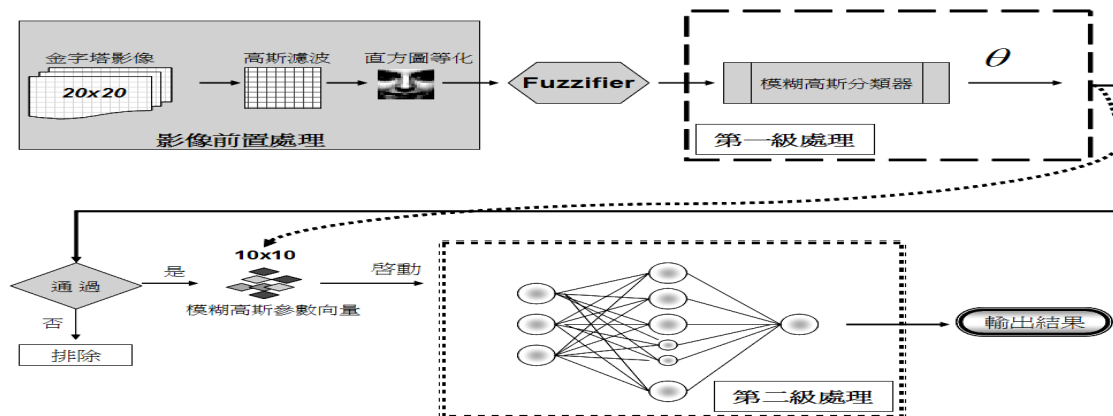 金字塔影像
高斯濾波
直方圖等化
20x20
影像前置處理
Fuzzifier
模糊高斯分類器
θ
第一級處理
通過
是
否
排除
10x10
模糊高斯參數向量
啓動
第二級處理
輸出結果